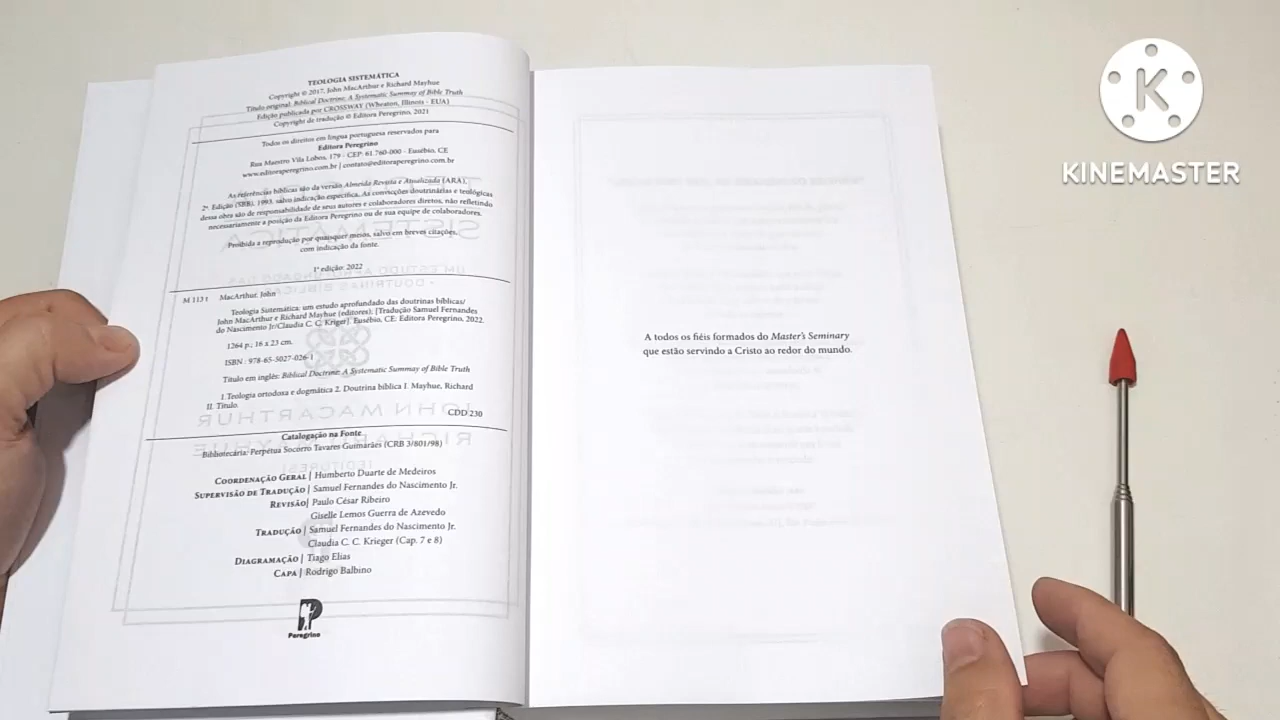 TEOLOGIA SISTEMÁTICA
Copyright © 2017, John MacArthur e Richard Mayhue
Título original: Biblical Doctrine: A Systematic Summay of Bible Truth
Edição publicada por CROSSWAY (Wheaton, Illinois - EUA)
Copyright de tradução © Editora Peregrino, 2021
Todos os direitos em língua portuguesa reservados para
Editora Peregrino
Rua Maestro Vila Lobos, 179 - CEP: 61.760-000 - Eusébio, CE
www.editoraperegrino.com.br | contato@editoraperegrino.com.br
As referências bíblicas são da versão Almeida Revista e Atualizada (ARA),
2ª Edição (SBB), 1993, salvo indicação específica. As convicções doutrinárias e teológicas
dessa obra são de responsabilidade de seus autores e colaboradores diretos, não refletindo
necessariamente a posição da Editora Peregrino ou de sua equipe de colaboradores.
Proibida a reprodução por quaisquer meios, salvo em breves citações,
com indicação da fonte.
1ª edição: 2022
M 113 t MacArthur. John
Teologia Sistemática: um estudo aprofundado das doutrinas bíblicas/
John MacArthur e Richard Mayhue (editores); [Tradução Samuel Fernandes
do Nascimento Jr/Claudia C. C. Kriger]. Eusébio, CE: Editora Peregrino, 2022.
1264 p.; 16 x 23 cm.
ISBN : 978-65-5027-026-1
Título em inglês: Biblical Doctrine: A Systematic Summay of Bible Truth
1.Teologia ortodoxa e dogmática 2. Doutrina bíblica I. Mayhue, Richard
II. Título.
CDD 230
Catalogação na Fonte
Bibliotecária: Perpétua Socorro Tavares Guimarães (CRB 3/801/98)
COORDENAÇÃO GERAL | Humberto Duarte de Medeiros
SUPERVISÃO DE TRADUÇÃO | Samuel Fernandes do Nascimento Jr.
REVISÃO| Paulo César Ribeiro
Giselle Lemos Guerra de Azevedo
TRADUÇÃO | Samuel Fernandes do Nascimento Jr.
Claudia C. C. Krieger (Cap. 7 e 8)
DIAGRAMAÇÃO | Tiago Elias
CAPA | Rodrigo Balbino
Peregrino
A todos os fiéis formados do Master's Seminary
que estão servindo a Cristo ao redor do mundo.
K
KINEMASTER